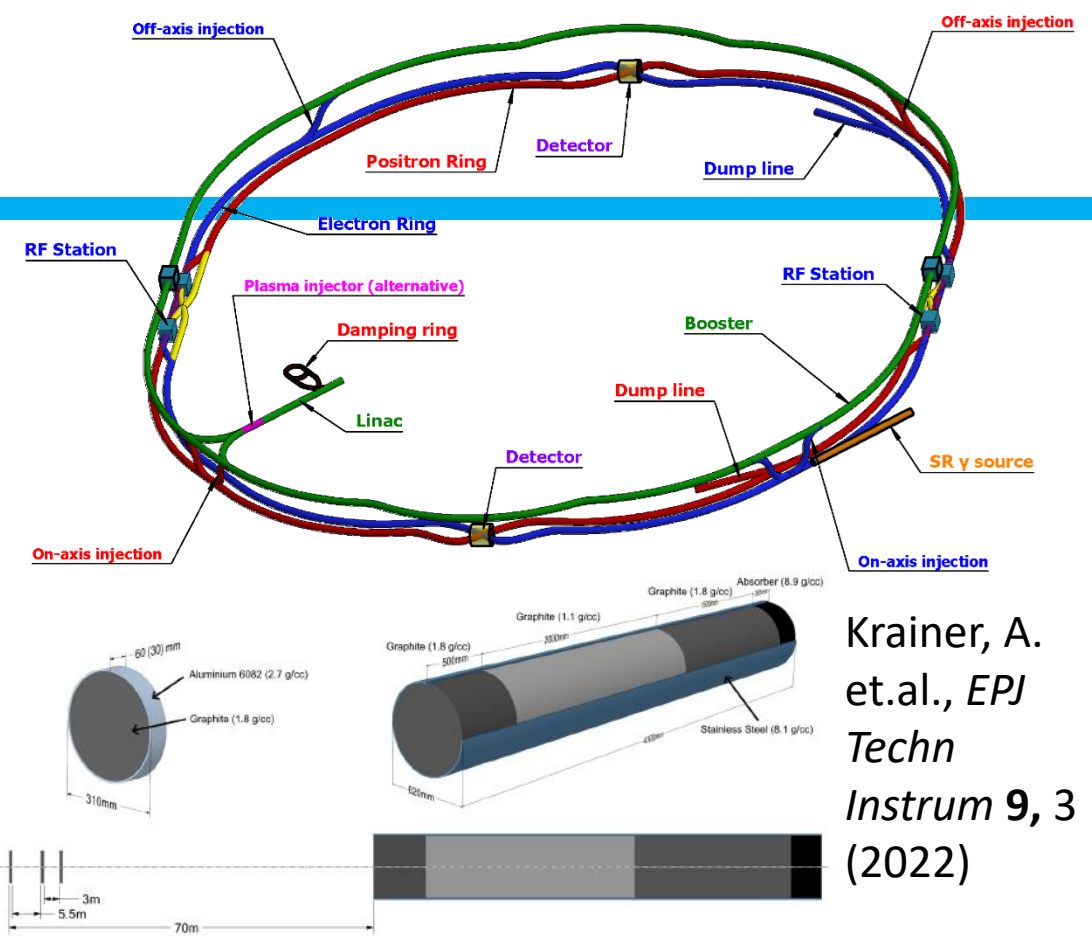 Off-axis injection
Off-axis injection
Detector
Positron Ring
Dump line
Electron Ring
RF Station
RF Station
Plasma injector (alternative)
Booster
Damping ring
Dump line
Linac
Detector
SR γ source
On-axis injection
On-axis injection
Absorber (8.9 g/cc)
Graphite (1.8 g/cc)
Graphite (1.1 g/cc)
2000mm
Graphite (1.8 g/cc)
500mm
60 (30) mm
Aluminium 6082 (2.7 g/cc)
Graphite (1.8 g/cc)
Stainless Steel (8.1 g/cc)
310mm
620mm
3m
5.5m
70m
Krainer, A.
et.al., EPJ
Techn
Instrum 9, 3
(2022)